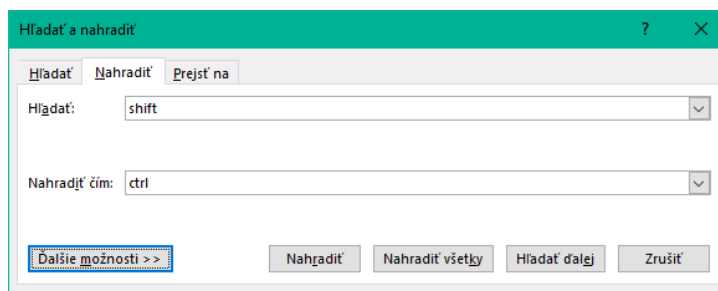 Hľadať a nahradiť ?
Hľadať Nahradiť Prejsť na
Hľadať: shift
Nahradiť čím: ctrl
Ďalšie možnosti >> Nahradiť Nahradiť všetky Hľadať ďalej Zrušiť